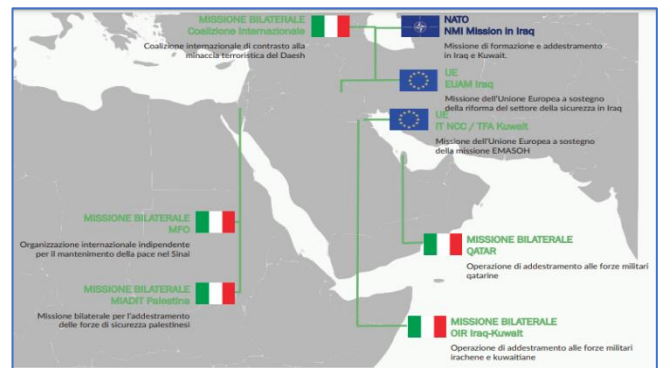 MISSIONE BILATERALE
Coalizione Internazionale
Coalizione internazionale di contrasto alla
minaccia terroristica del Daesh
NATO
NMI Mission in Iraq
Missione di formazione e addestramento
in Iraq e Kuwait.
UE
EUAM Iraq
Missione dell'Unione Europea a sostegno
della riforma del settore della sicurezza in Iraq
UE
IT NCC / TFA Kuwait
Missione dell'Unione Europea a sostegno
della missione EMASOH
MISSIONE BILATERALE
MFO
Organizzazione internazionale indipendente
per il mantenimento della pace nel Sinai
MISSIONE BILATERALE
QATAR
Operazione di addestramento alle forze militari
qatarine
MISSIONE BILATERALE
MIADIT Palestina
Missione bilaterale per l'addestramento
delle forze di sicurezza palestinesi
MISSIONE BILATERALE
OIR Iraq-Kuwait
Operazione di addestramento alle forze militari
irachene e kuwaitiane